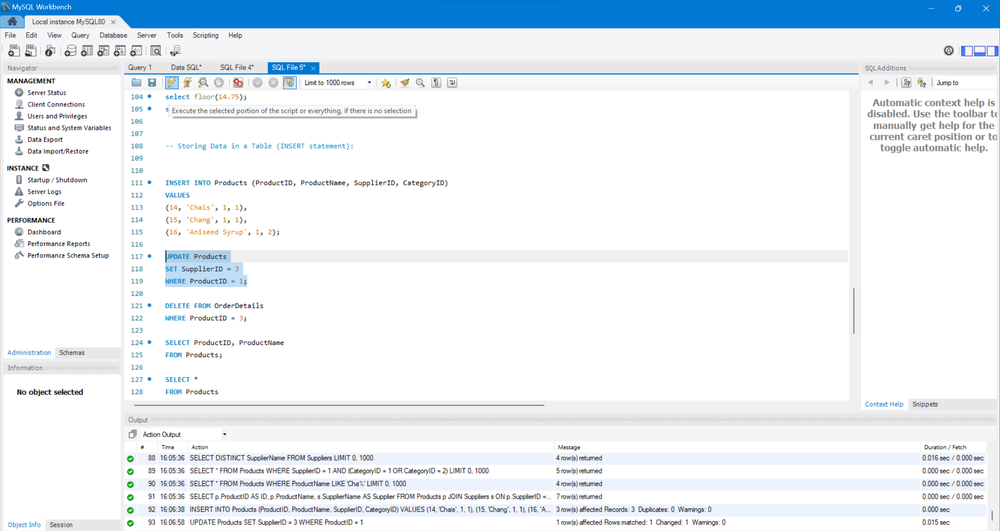 MySQL Workbench
Local instance MySQL80
File Edit View Query Database Server Tools Scripting Help
Navigator
MANAGEMENT
Server Status
Client Connections
Users and Privileges
Status and System Variables
Data Export
Data Import/Restore
INSTANCE
Startup / Shutdown
Server Logs
Options File
PERFORMANCE
Dashboard
Performance Reports
Performance Schema Setup
Administration Schemas
Information
No object selected
Object Info Session
Query 1 Data SQL* SQL File 4* SQL File 5*
Limit to 1000 rows
104 select floor(14.75);
105 s
Execute the selected portion of the script or everything, if there is no selection
106
107
108 -- Storing Data in a Table (INSERT statement):
109
110
111 INSERT INTO Products (ProductID, ProductName, SupplierID, CategoryID)
112 VALUES
113 (14, 'Chais', 1, 1),
114 (15, 'Chang', 1, 1),
115 (16, 'Aniseed Syrup', 1, 2);
116
117 UPDATE Products
118 SET SupplierID = 3
119 WHERE ProductID = 1;
120
121 DELETE FROM OrderDetails
122 WHERE ProductID = 3;
123
124 SELECT ProductID, ProductName
125 FROM Products;
126
127 SELECT *
128 FROM Products
SQLAdditions
Jump to
Automatic context help is
disabled. Use the toolbar to
manually get help for the
current caret position or to
toggle automatic help.
Context Help Snippets
Output
Action Output
# Time Action Message Duration / Fetch
88 16:05:36 SELECT DISTINCT SupplierName FROM Suppliers LIMIT 0, 1000 4 row(s) returned 0.016 sec / 0.000 sec
89 16:05:36 SELECT * FROM Products WHERE SupplierID = 1 AND (CategoryID = 1 OR CategoryID = 2) LIMIT 0, 1000 5 row(s) returned 0.000 sec / 0.000 sec
90 16:05:36 SELECT * FROM Products WHERE ProductName LIKE 'Cha%' LIMIT 0, 1000 4 row(s) returned 0.000 sec / 0.000 sec
91 16:05:36 SELECT p.ProductID AS ID, p.ProductName, s.SupplierName AS Supplier FROM Products p JOIN Suppliers s ON p.SupplierID =... 7 row(s) returned 0.000 sec / 0.000 sec
92 16:06:38 INSERT INTO Products (ProductID, ProductName, SupplierID, CategoryID) VALUES (14, 'Chais', 1, 1), (15, 'Chang', 1, 1), (16, 'A... 3 row(s) affected Records: 3 Duplicates: 0 Warnings: 0 0.000 sec
93 16:06:58 UPDATE Products SET SupplierID = 3 WHERE ProductID = 1 1 row(s) affected Rows matched: 1 Changed: 1 Warnings: 0 0.015 sec